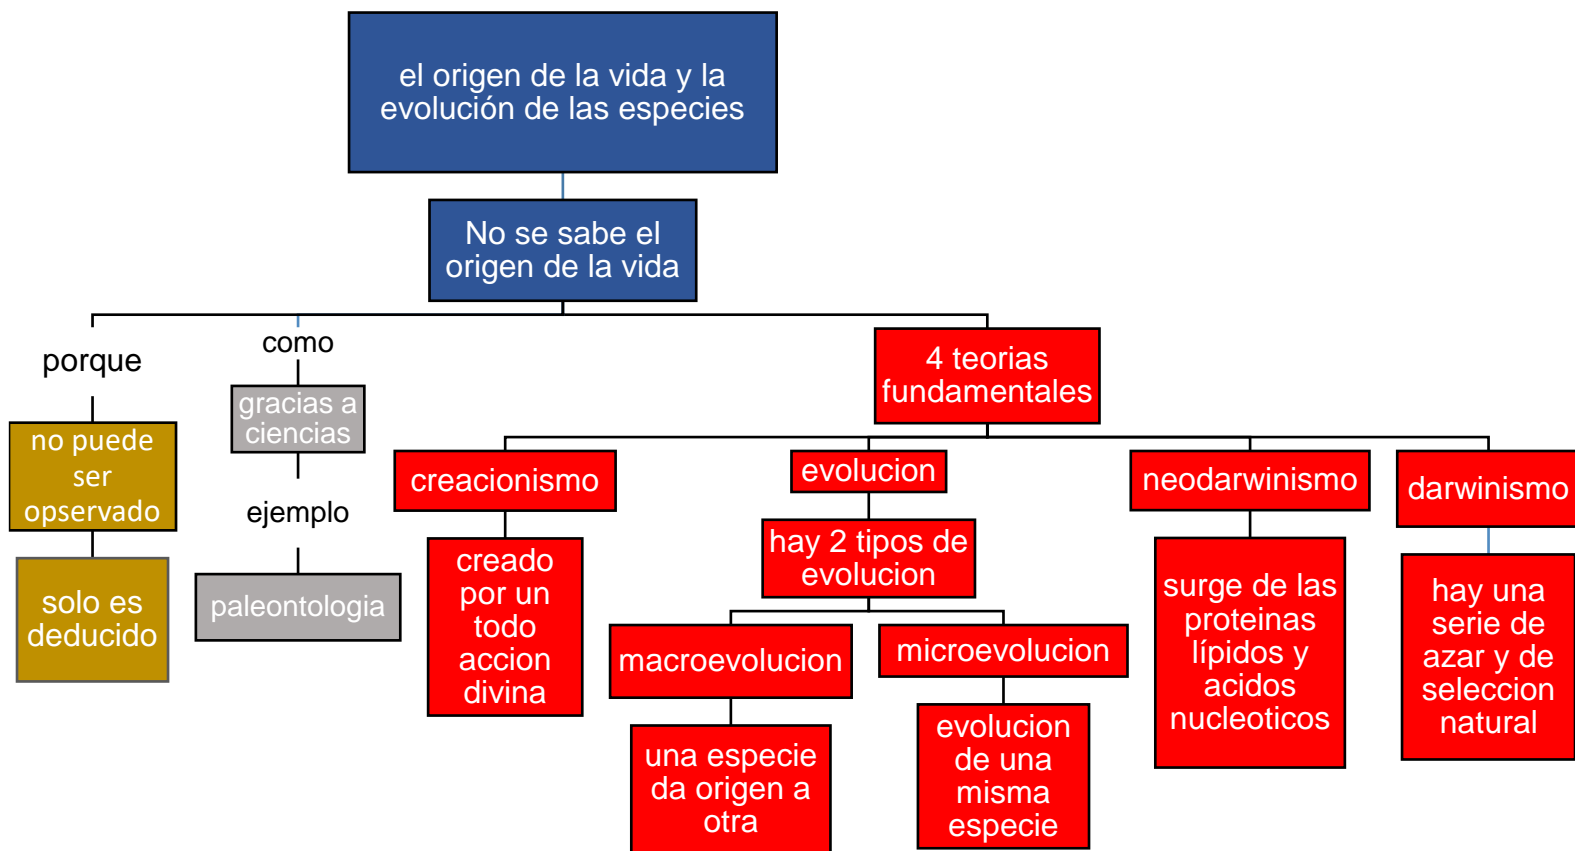 el origen de la vida y la
evolución de las especies
No se sabe el
origen de la vida
porque
no puede
ser
opservado
solo es
deducido
como
gracias a
ciencias
ejemplo
paleontologia
4 teorias
fundamentales
creacionismo
creado
por un
todo
accion
divina
evolucion
hay 2 tipos de
evolucion
macroevolucion
una especie
da origen a
otra
microevolucion
evolucion
de una
misma
especie
neodarwinismo
surge de las
proteinas
lípidos y
acidos
nucleoticos
darwinismo
hay una
serie de
azar y de
seleccion
natural